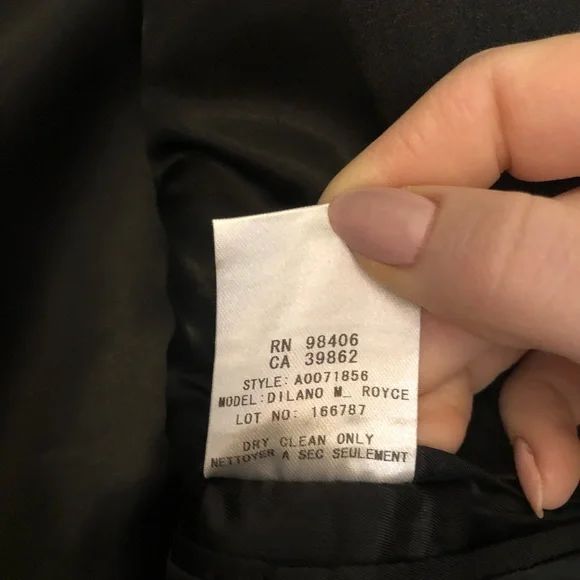 RN 98406
CA 39862
STYLE: A0071856
MODEL: DILANO M_ ROYCE
LOT NO: 166787
DRY CLEAN ONLY
NETTOYER A SEC SEULEMENT